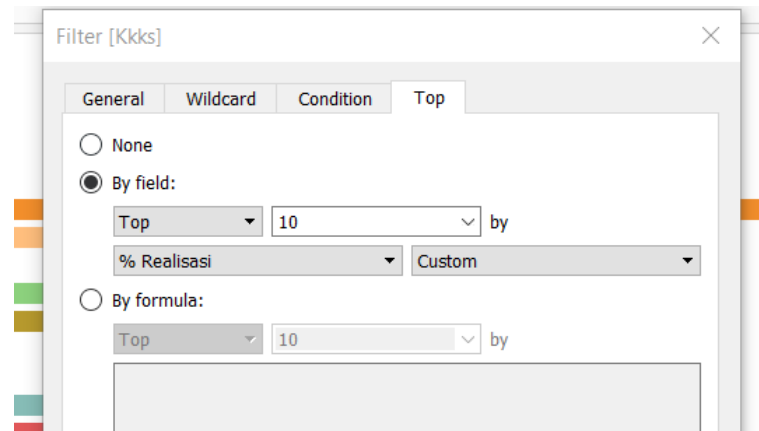 Filter [Kkks]
General Wildcard Condition Top
None
By field:
Top 10 by
% Realisasi Custom
By formula:
Top 10 by